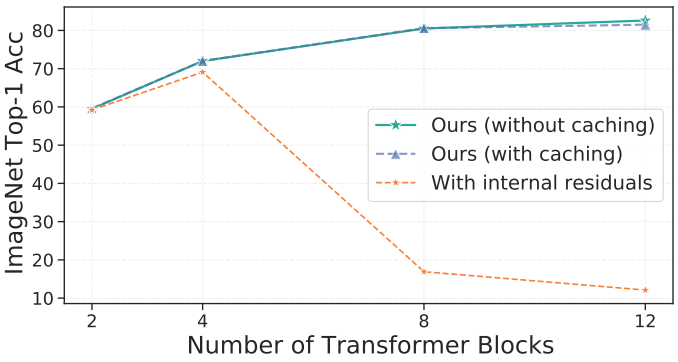 ImageNet Top-1 Acc
80
70
60
50
40
30
20
10
Ours (without caching)
Ours (with caching)
With internal residuals
2 4 8 12
Number of Transformer Blocks